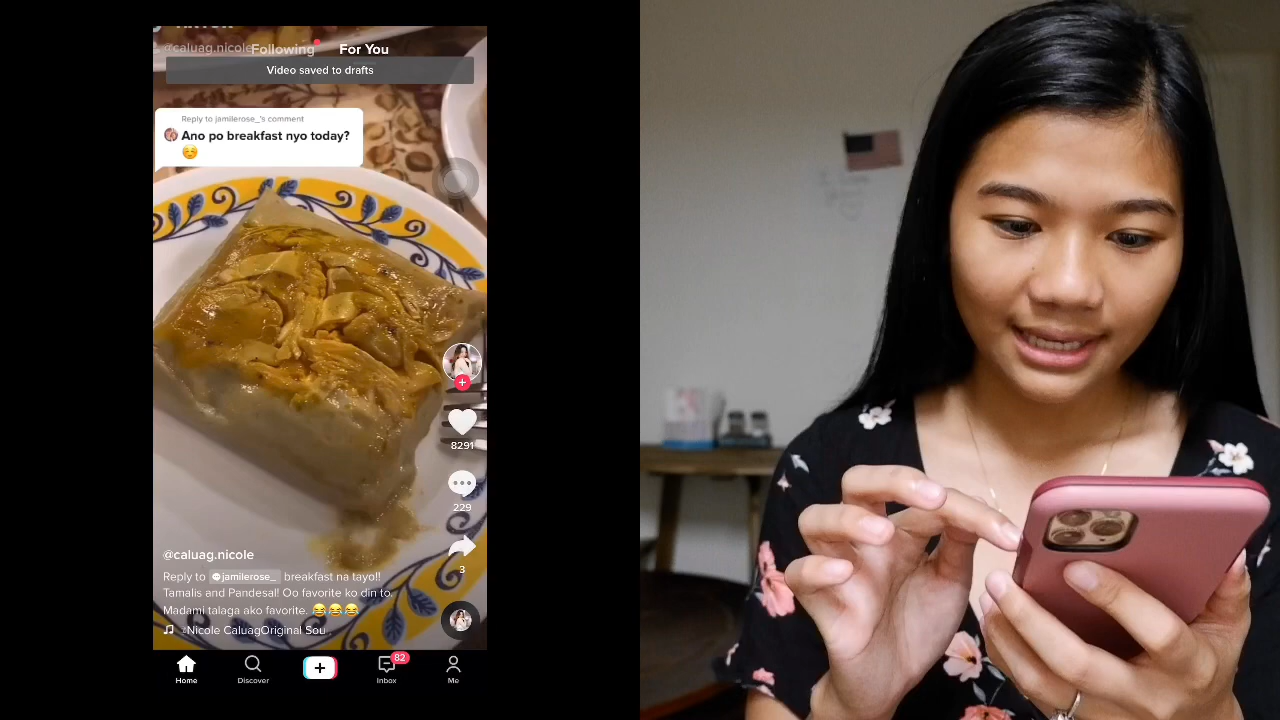 @caluag.nicole
Following
For You
Video saved to drafts
Reply to jamilerose_'s comment
Ano po breakfast nyo today?
☺️
8291
229
3
@caluag.nicole
Reply to jamilerose_ breakfast na tayo!!
Tamalis and Pandesal! Oo favorite ko din to.
Madami talaga ako favorite. 😂😂😂
Nicole CaluagOriginal Sou
82
Home
Discover
Inbox
Me